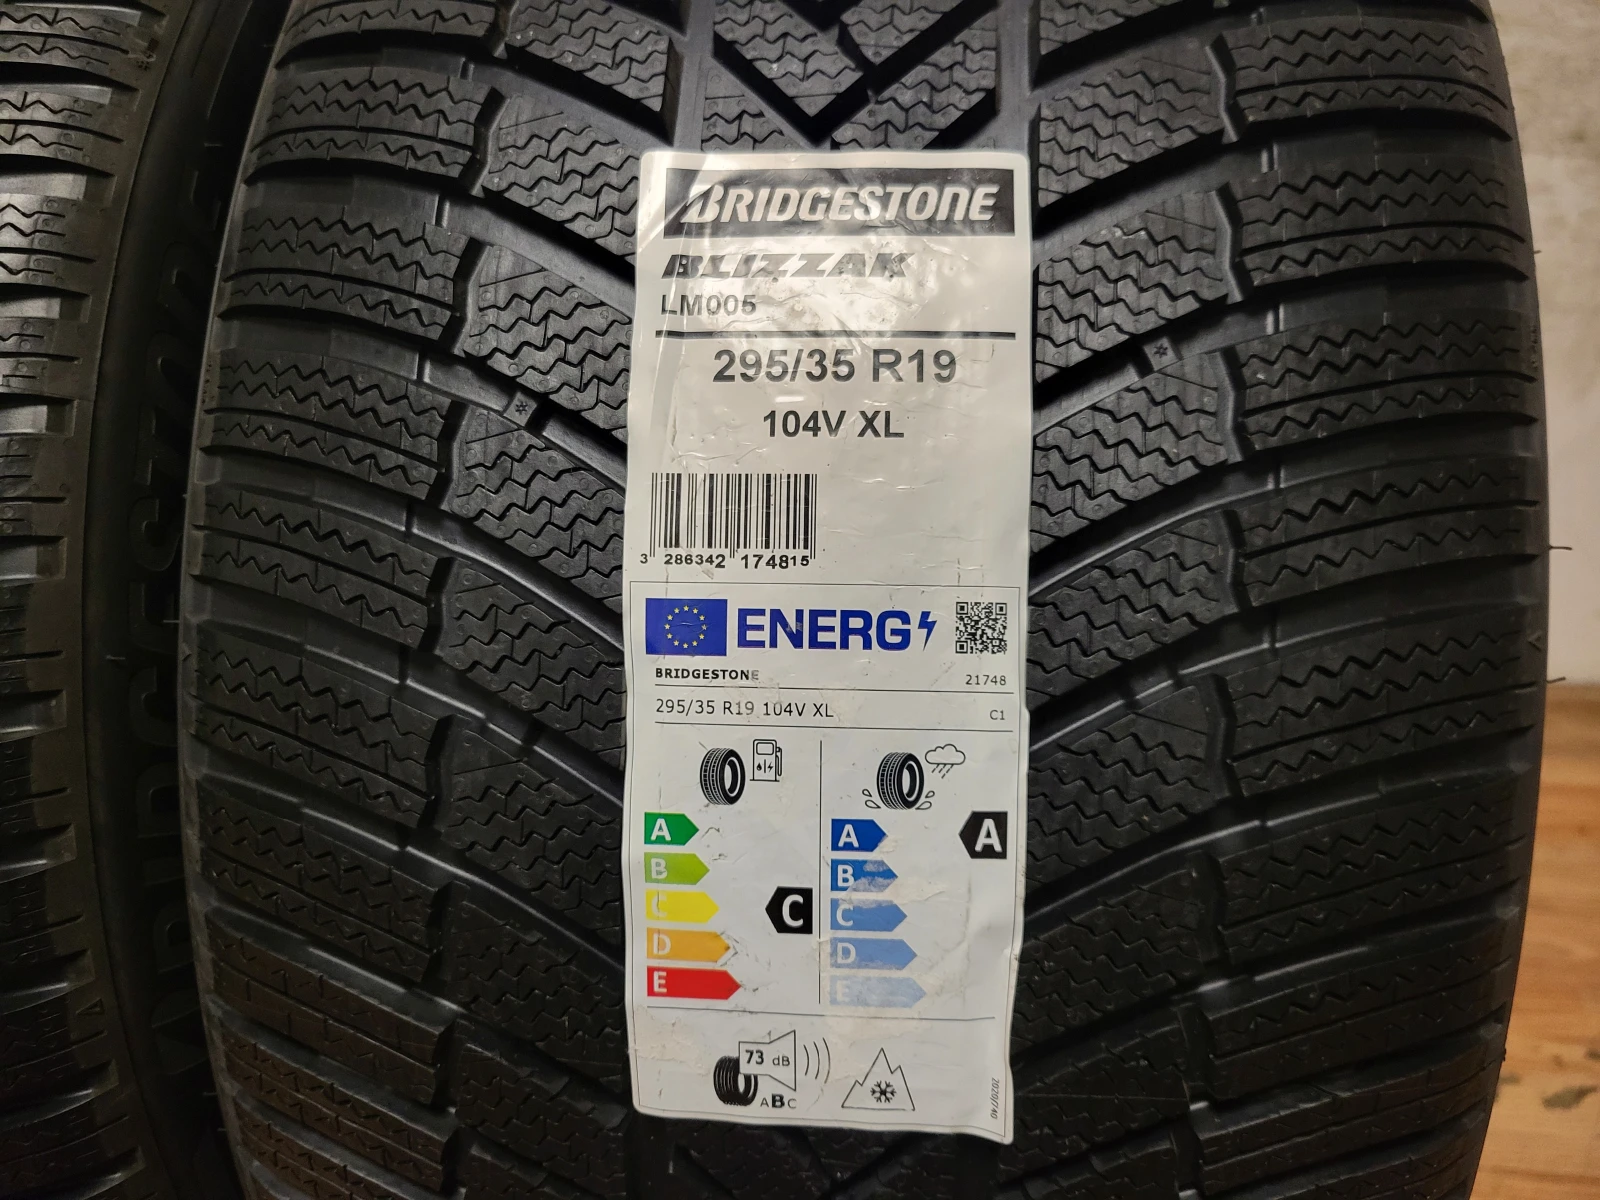 BRIDGESTONE
BLIZZAK
LM005
295/35 R19
104V XL
3 286342 174815
ENERG
BRIDGESTONE
21748
295/35 R19 104V XL
C1
A
B
C
D
E
C
A
B
C
D
E
A
73 dB
ABC
2020/740